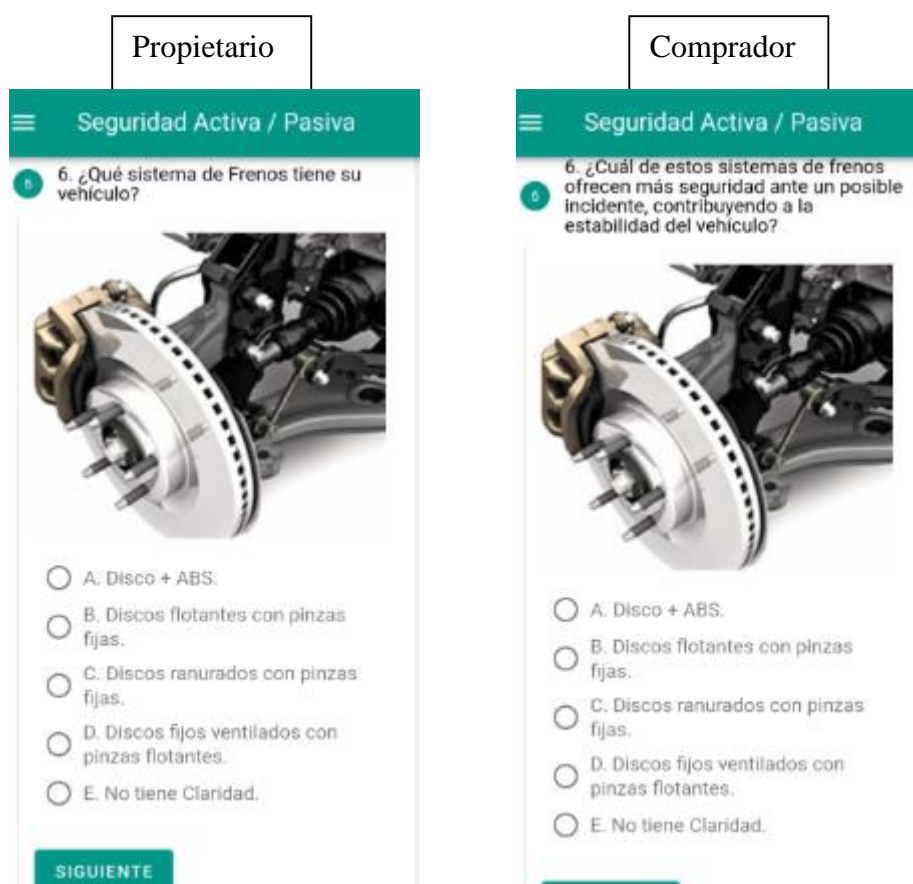 Propietario
Seguridad Activa / Pasiva
6
6. ¿Qué sistema de Frenos tiene su
vehículo?
A. Disco + ABS.
B. Discos flotantes con pinzas
fijas.
C. Discos ranurados con pinzas
fijas.
D. Discos fijos ventilados con
pinzas flotantes.
E. No tiene Claridad.
SIGUIENTE
Comprador
Seguridad Activa / Pasiva
6
6. ¿Cuál de estos sistemas de frenos
ofrecen más seguridad ante un posible
incidente, contribuyendo a la
estabilidad del vehículo?
A. Disco + ABS.
B. Discos flotantes con pinzas
fijas.
C. Discos ranurados con pinzas
fijas.
D. Discos fijos ventilados con
pinzas flotantes.
E. No tiene Claridad.